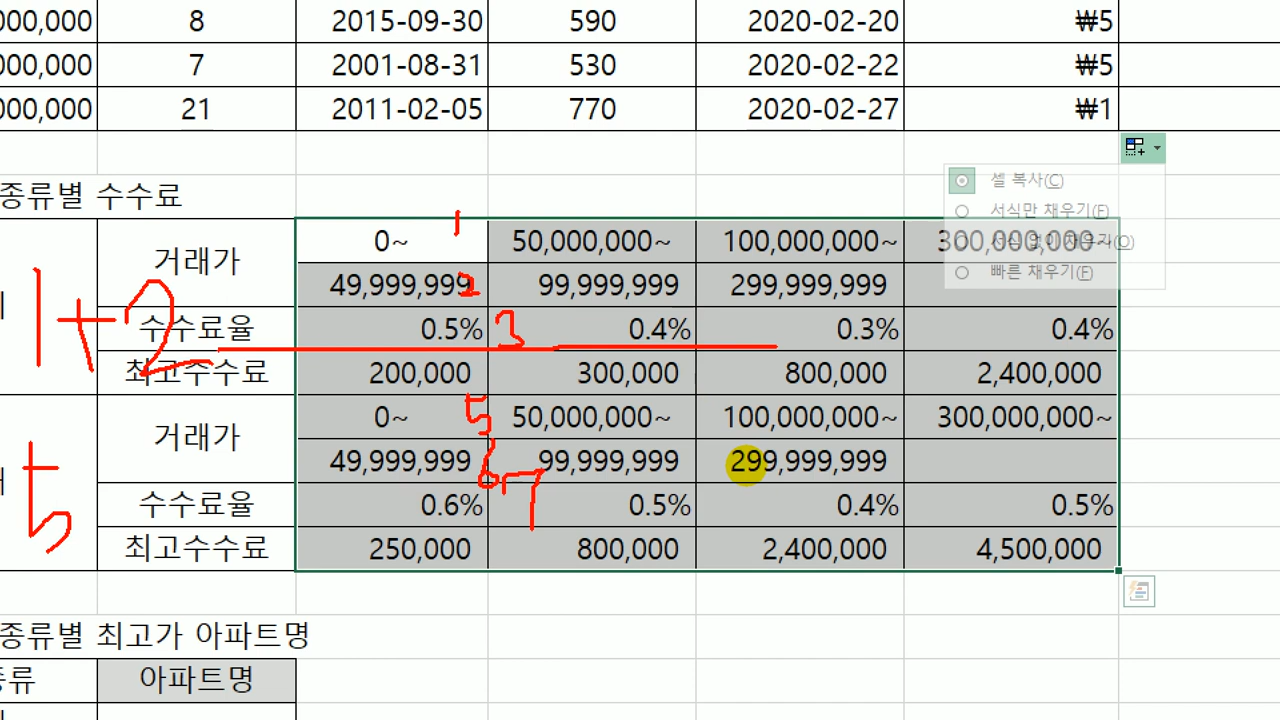 000,000 8 2015-09-30 590 2020-02-20 ₩5
000,000 7 2001-08-31 530 2020-02-22 ₩5
000,000 21 2011-02-05 770 2020-02-27 ₩1
종류별 수수료
셀 복사(C)
서식만 채우기(F)
서식 없이 채우기(O)
빠른 채우기(F)
거래가 0~ 50,000,000~ 100,000,000~ 300,000,000~
49,999,999 99,999,999 299,999,999
수수료율 0.5% 0.4% 0.3% 0.4%
최고수수료 200,000 300,000 800,000 2,400,000
거래가 0~ 50,000,000~ 100,000,000~ 300,000,000~
49,999,999 99,999,999 299,999,999
수수료율 0.6% 0.5% 0.4% 0.5%
최고수수료 250,000 800,000 2,400,000 4,500,000
1+2
1
2
3
5
6
7
5
종류별 최고가 아파트명
종류 아파트명